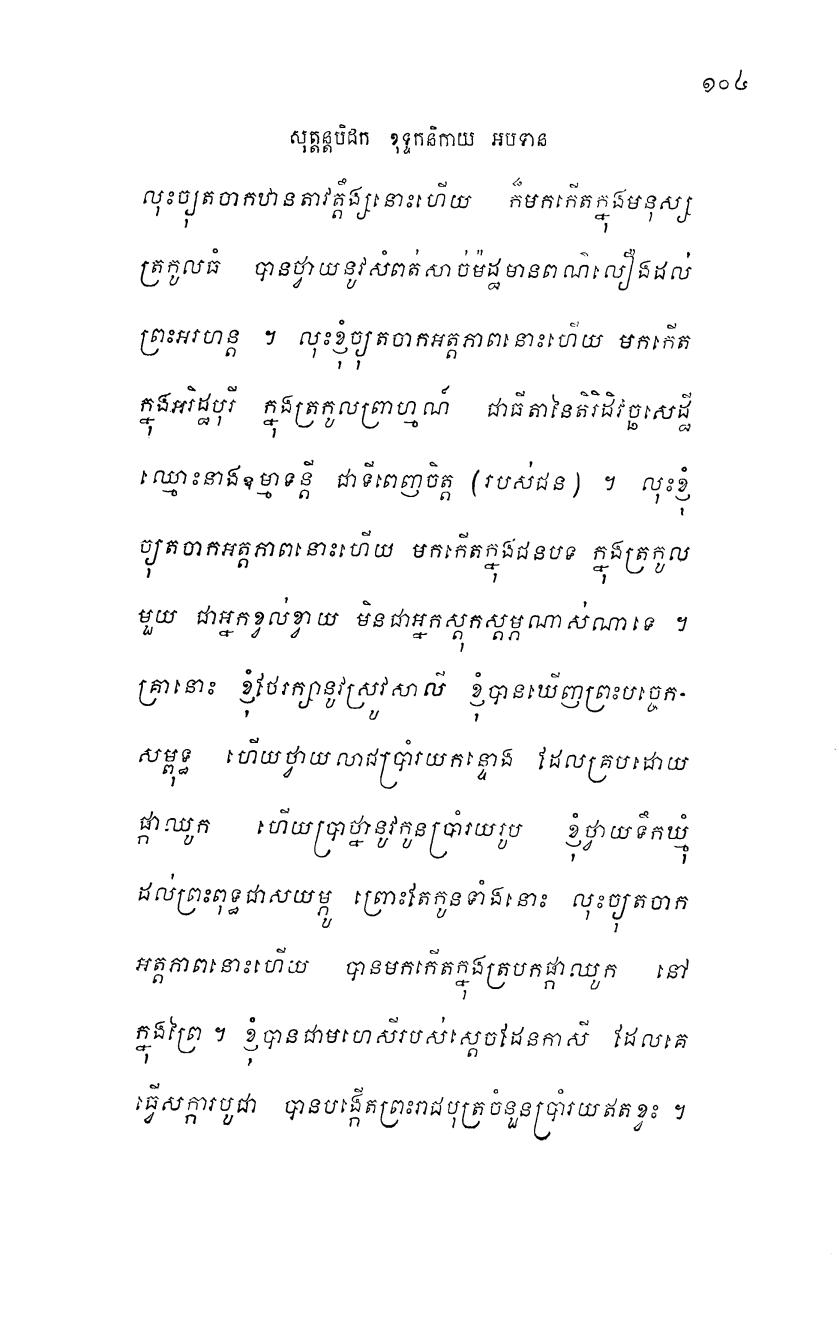 ១០៤
សុត្តន្តបិដក ខុទ្ទកនិកាយ អបទាន
លុះច្យុតចាកឋានតាវត្តឹង្សនោះហើយ ក៏មកកើតក្នុងមនុស្ស
ត្រកូលធំ បានថ្វាយនូវសំពត់សាច់ម៉ដ្ឋមានពណ៌លឿងដល់
ព្រះអរហន្ត ។ លុះខ្ញុំច្យុតចាកអត្តភាពនោះហើយ មកកើត
ក្នុងអរិដ្ឋបុរី ក្នុងត្រកូលព្រាហ្មណ៍ ជាធីតានៃតិរិដិវច្ឆសេដ្ឋី
ឈ្មោះនាងឧម្មាទន្តី ជាទីពេញចិត្ត (របស់ជន) ។ លុះខ្ញុំ
ច្យុតចាកអត្តភាពនោះហើយ មកកើតក្នុងជនបទ ក្នុងត្រកូល
មួយ ជាអ្នកខ្វល់ខ្វាយ មិនជាអ្នកស្តុកស្តម្ភណាស់ណាទេ ។
គ្រានោះ ខ្ញុំថែរក្សានូវស្រូវសាលី ខ្ញុំបានឃើញព្រះបច្ចេក-
សម្ពុទ្ធ ហើយថ្វាយលាជប្រាំរយកន្ទោង ដែលគ្របដោយ
ផ្កាឈូក ហើយប្រាថ្នានូវកូនប្រាំរយរូប ខ្ញុំថ្វាយទឹកឃ្មុំ
ដល់ព្រះពុទ្ធជាសយម្ភូ ព្រោះតែកូនទាំងនោះ លុះច្យុតចាក
អត្តភាពនោះហើយ បានមកកើតក្នុងត្របកផ្កាឈូក នៅ
ក្នុងព្រៃ ។ ខ្ញុំបានជាមហេសីរបស់ស្តេចដែនកាសី ដែលគេ
ធ្វើសក្ការបូជា បានបង្កើតព្រះរាជបុត្រចំនួនប្រាំរយឥតខ្វះ ។